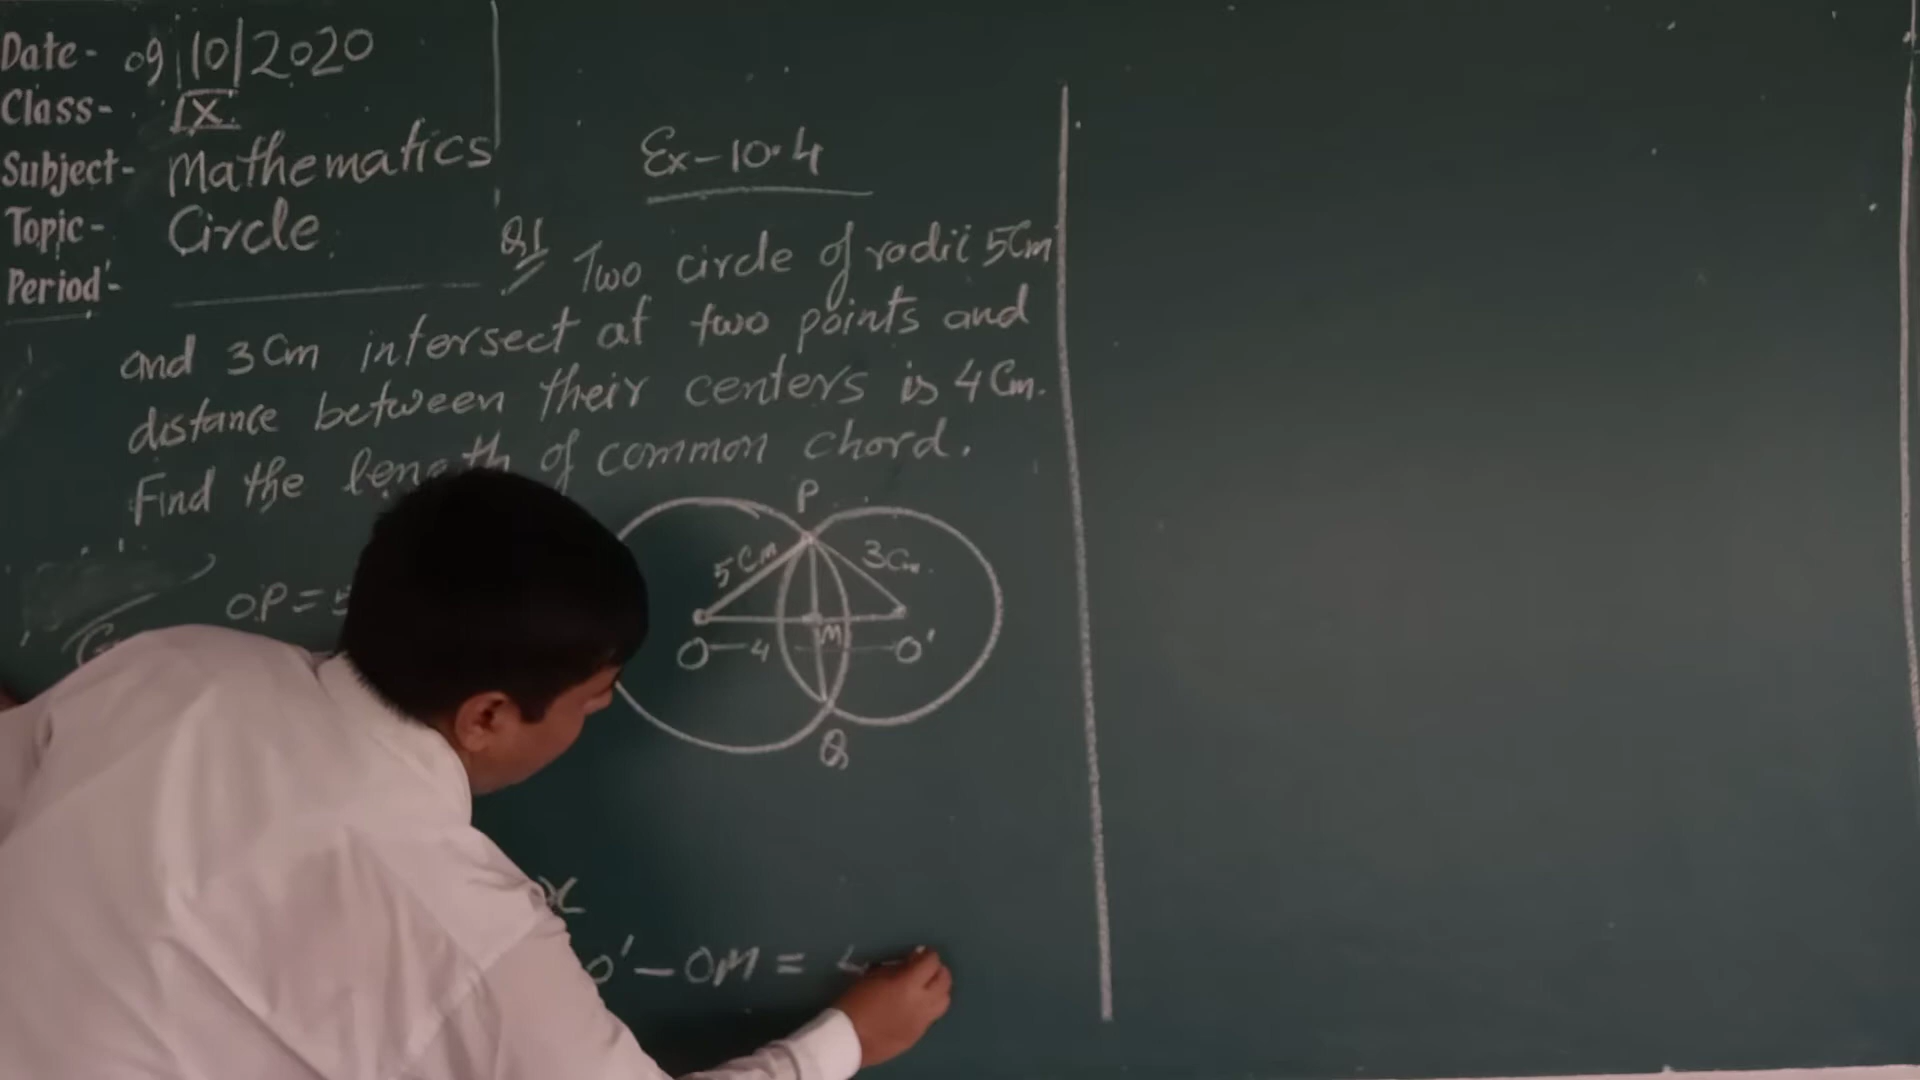 Date- 09/10/2020
Class- IX
Subject- Mathematics
Topic- Circle
Period-
Ex-10.4
Q1 Two circle of radii 5cm
and 3cm intersect at two points and
distance between their centers is 4cm.
Find the length of common chord.
P
5cm 3cm
OP=5
M
O-4 O'
Q
x
O'-OM = 4-